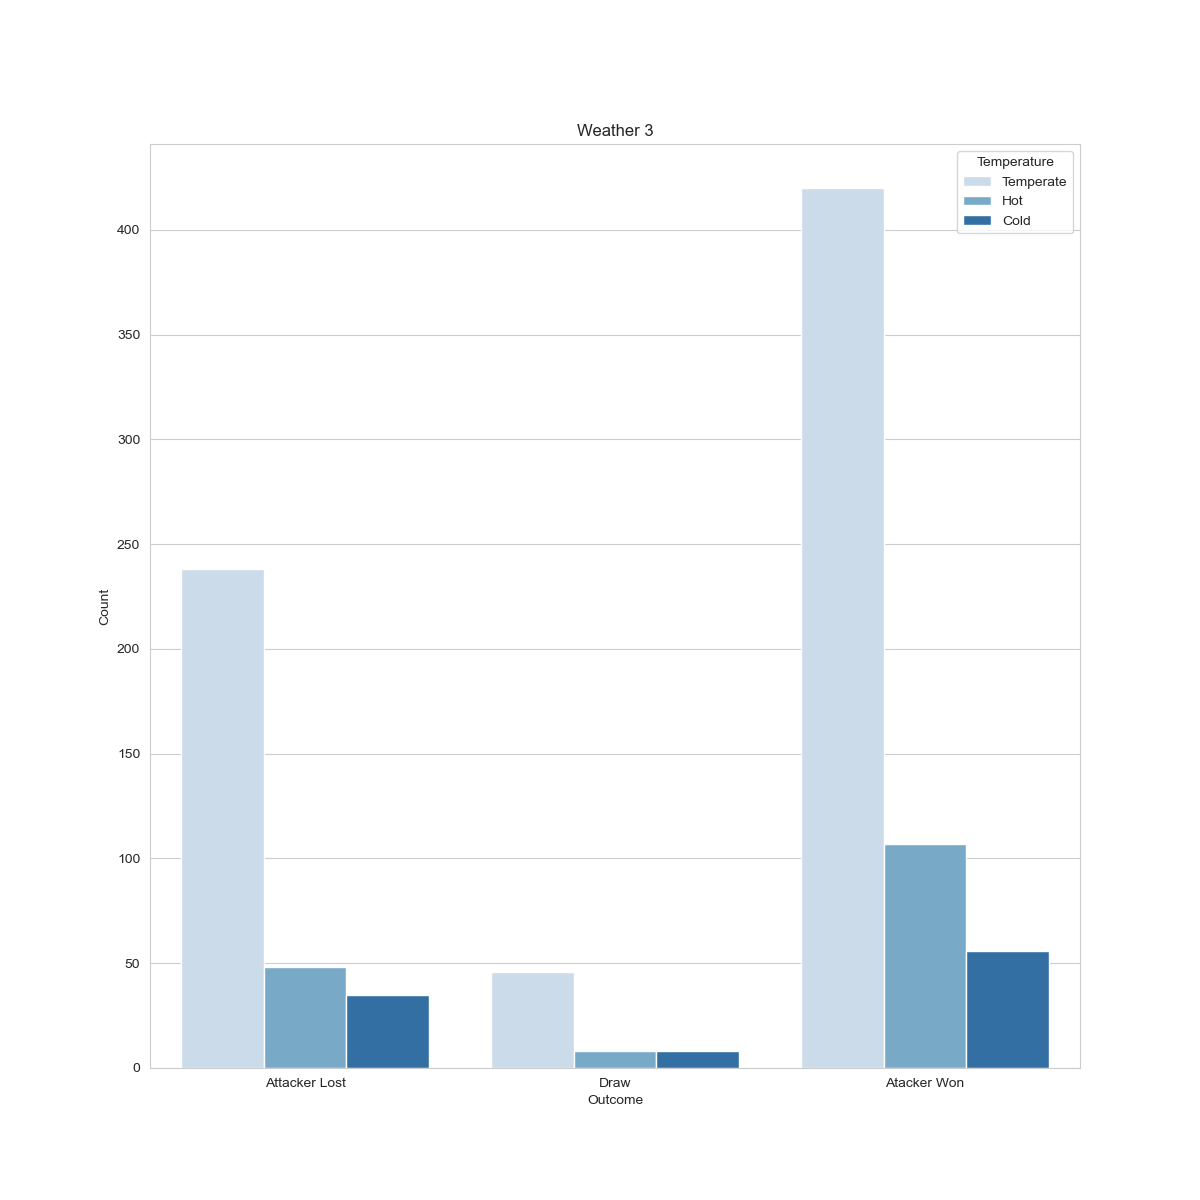 Weather 3
Temperature
Temperate
Hot
Cold
400
350
300
250
200
150
100
50
0
Count
Attacker Lost
Draw
Atacker Won
Outcome